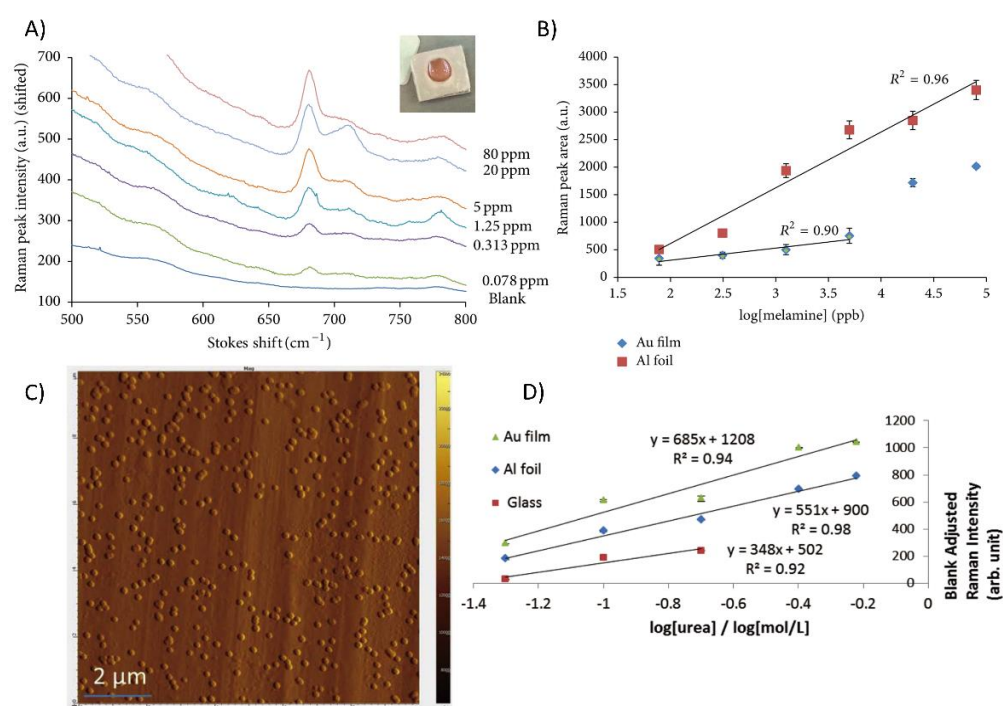 A)
Raman peak intensity (a.u.) (shifted)
700
600
500
400
300
200
100
500
550
600
650
700
750
800
Stokes shift (cm⁻¹)
80 ppm
20 ppm
5 ppm
1.25 ppm
0.313 ppm
0.078 ppm
Blank
B)
Raman peak area (a.u.)
4000
3500
3000
2500
2000
1500
1000
500
0
R² = 0.96
R² = 0.90
1.5
2
2.5
3
3.5
4
4.5
5
log[melamine] (ppb)
Au film
Al foil
C)
Mag
2 μm
D)
Au film
Al foil
Glass
y = 685x + 1208
R² = 0.94
y = 551x + 900
R² = 0.98
y = 348x + 502
R² = 0.92
1200
1000
800
600
400
200
0
-1.4
-1.2
-1
-0.8
-0.6
-0.4
-0.2
0
log[urea] / log[mol/L]
Blank Adjusted
Raman Intensity
(arb. unit)